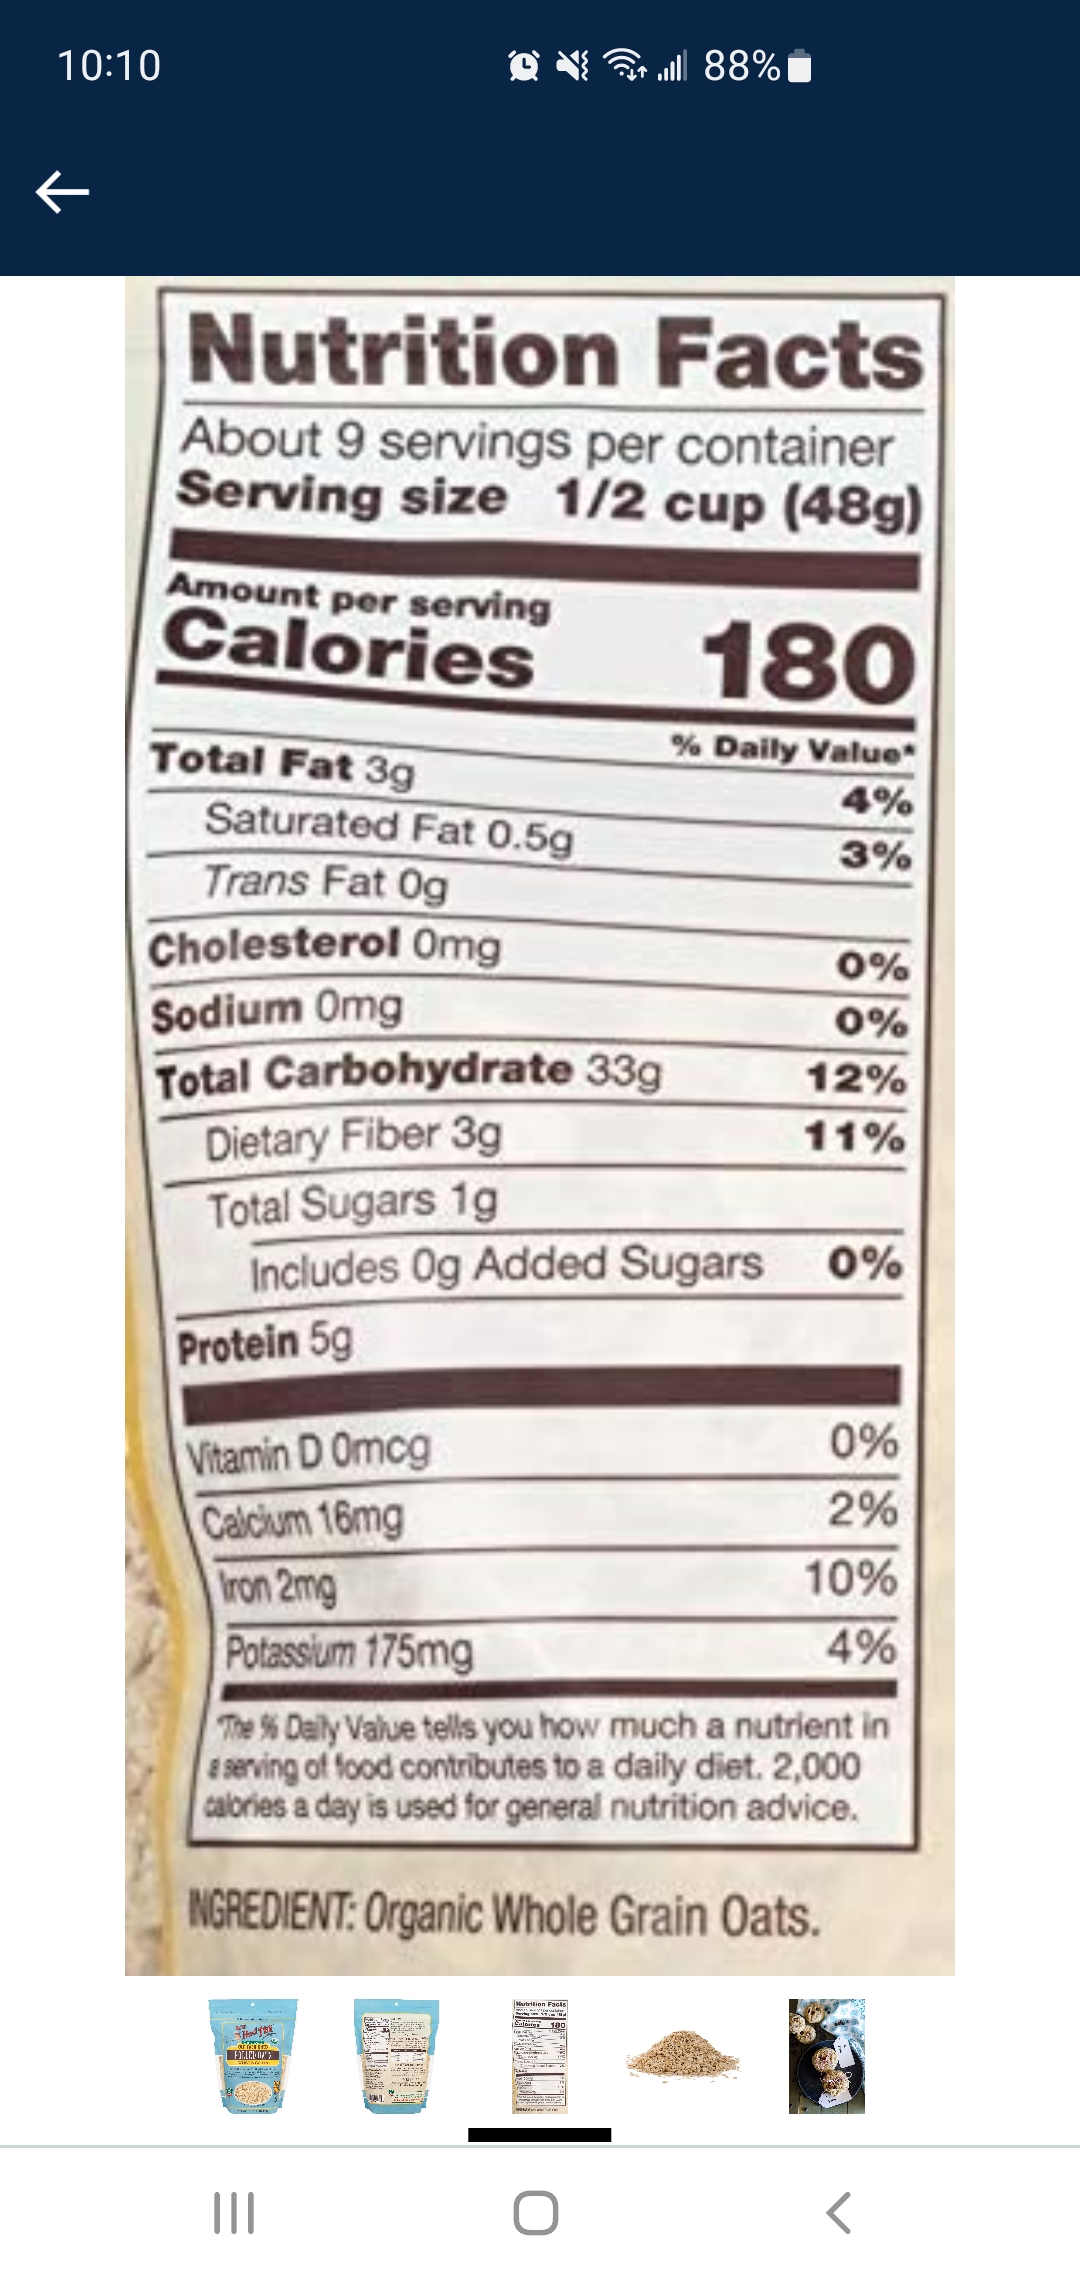 10:10
88%
Nutrition Facts
About 9 servings per container
Serving size 1/2 cup (48g)
Amount per serving
Calories 180
% Daily Value*
Total Fat 3g 4%
Saturated Fat 0.5g 3%
Trans Fat 0g
Cholesterol 0mg 0%
Sodium 0mg 0%
Total Carbohydrate 33g 12%
Dietary Fiber 3g 11%
Total Sugars 1g
Includes 0g Added Sugars 0%
Protein 5g
Vitamin D 0mcg 0%
Calcium 16mg 2%
Iron 2mg 10%
Potassium 175mg 4%
*The % Daily Value tells you how much a nutrient in
a serving of food contributes to a daily diet. 2,000
calories a day is used for general nutrition advice.
INGREDIENT: Organic Whole Grain Oats.
Nutrition Facts
Calories 180